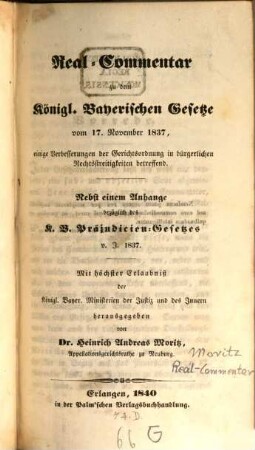 Real-Commentar
zu dem
Königl. Bayerischen Gesetze
vom 17. November 1837,
einige Verbesserungen der Gerichtsordnung in bürgerlichen
Rechtsstreitigkeiten betreffend.
Nebst einem Anhange
bezüglich des
K. B. Präjudicien-Gesetzes
v. J. 1837.
Mit höchster Erlaubniß
der
Königl. Bayer. Ministerien der Justiz und des Innern
herausgegeben
von
Dr. Heinrich Andreas Moritz,
Appellationsgerichtsrathe zu Neuburg.
Moritz
Real-Commentar
Erlangen, 1840
in der Palm'schen Verlagsbuchhandlung.
66 G